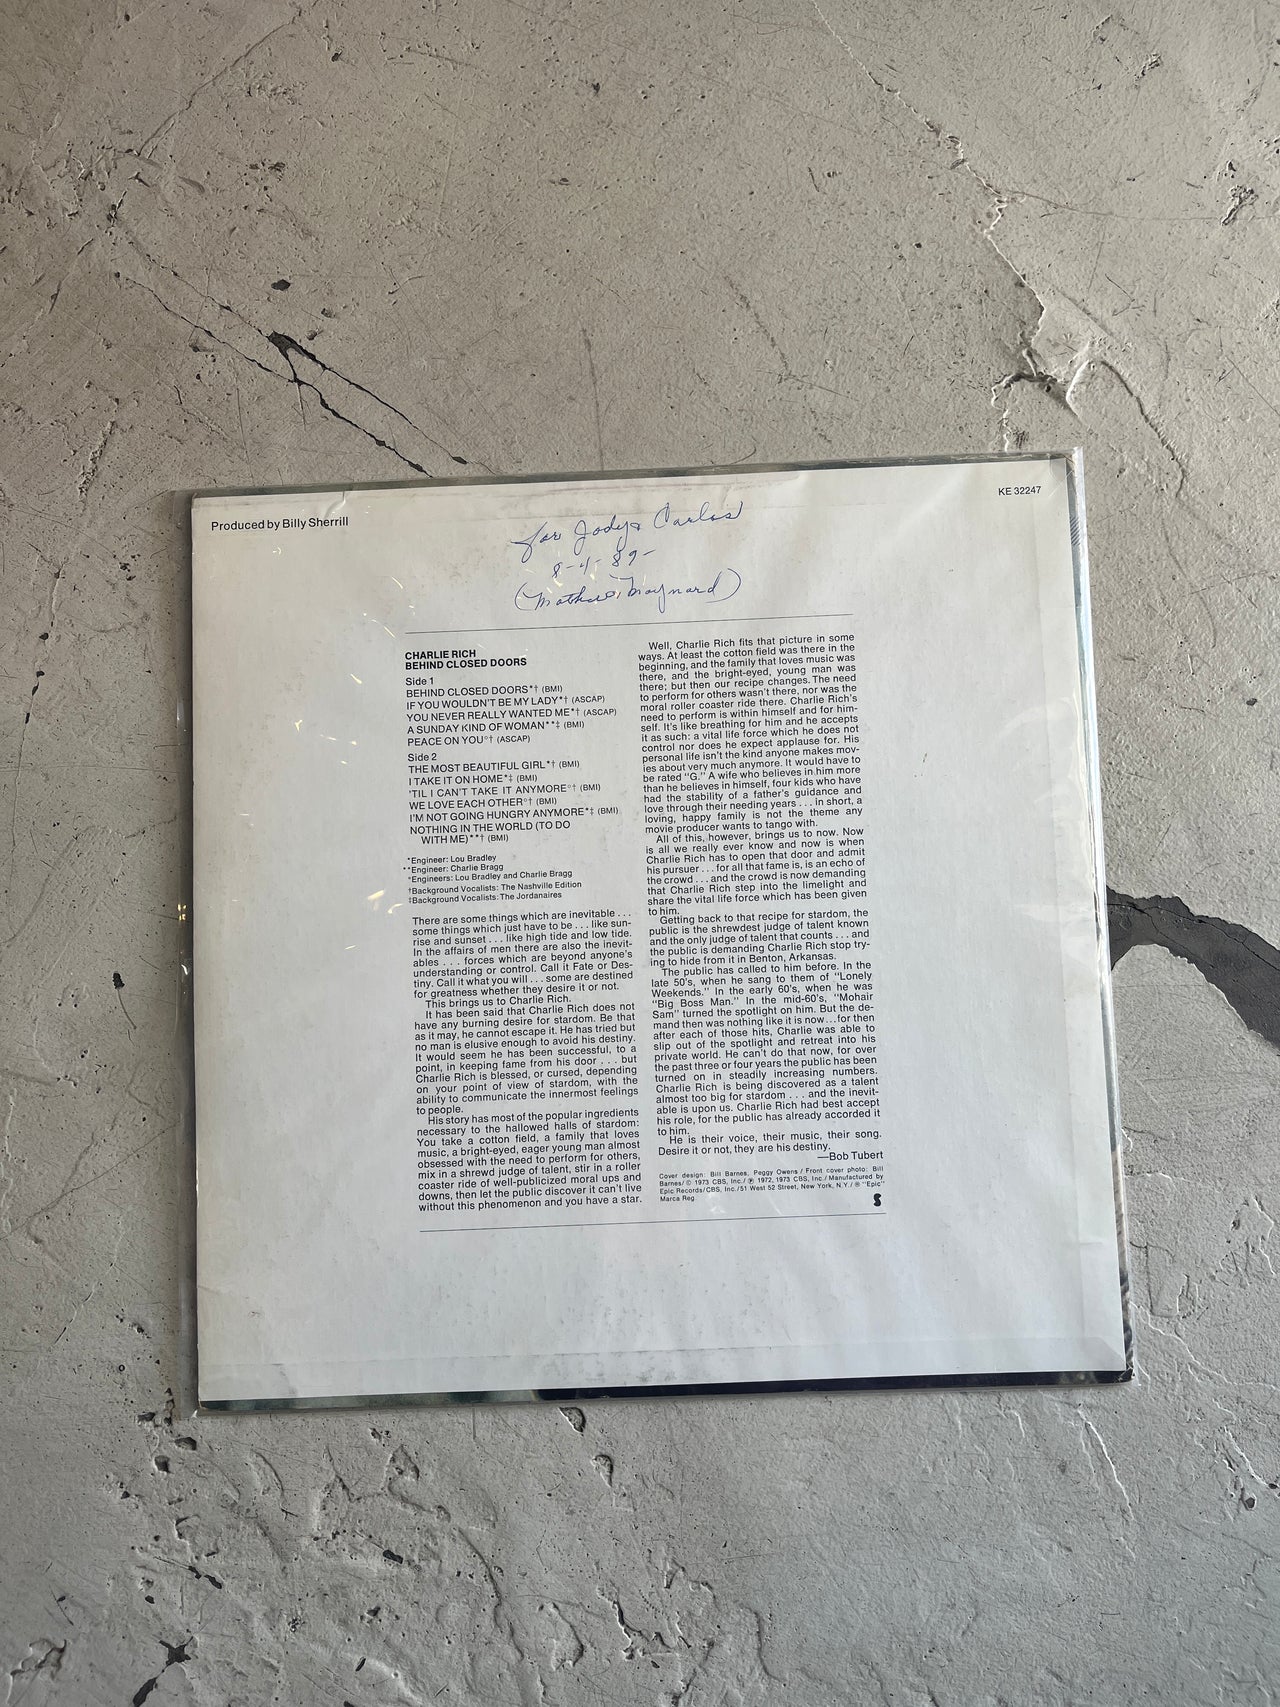 Produced by Billy Sherrill
KE 32247
for Jody & Carlos
8-4-89-
(Mathew Maynard)
CHARLIE RICH
BEHIND CLOSED DOORS
Side 1
BEHIND CLOSED DOORS*† (BMI)
IF YOU WOULDN'T BE MY LADY*† (ASCAP)
YOU NEVER REALLY WANTED ME*† (ASCAP)
A SUNDAY KIND OF WOMAN**‡ (BMI)
PEACE ON YOU°† (ASCAP)
Side 2
THE MOST BEAUTIFUL GIRL*† (BMI)
I TAKE IT ON HOME*‡ (BMI)
'TIL I CAN'T TAKE IT ANYMORE°† (BMI)
WE LOVE EACH OTHER°† (BMI)
I'M NOT GOING HUNGRY ANYMORE*‡ (BMI)
NOTHING IN THE WORLD (TO DO
WITH ME)**† (BMI)
*Engineer: Lou Bradley
**Engineer: Charlie Bragg
°Engineers: Lou Bradley and Charlie Bragg
†Background Vocalists: The Nashville Edition
‡Background Vocalists: The Jordanaires
There are some things which are inevitable . . .
some things which just have to be . . . like sun-
rise and sunset . . . like high tide and low tide.
In the affairs of men there are also the inevit-
ables . . . forces which are beyond anyone's
understanding or control. Call it Fate or Des-
tiny. Call it what you will . . . some are destined
for greatness whether they desire it or not.
This brings us to Charlie Rich.
It has been said that Charlie Rich does not
have any burning desire for stardom. Be that
as it may, he cannot escape it. He has tried but
no man is elusive enough to avoid his destiny.
It would seem he has been successful, to a
point, in keeping fame from his door . . . but
Charlie Rich is blessed, or cursed, depending
on your point of view of stardom, with the
ability to communicate the innermost feelings
to people.
His story has most of the popular ingredients
necessary to the hallowed halls of stardom:
You take a cotton field, a family that loves
music, a bright-eyed, eager young man almost
obsessed with the need to perform for others,
mix in a shrewd judge of talent, stir in a roller
coaster ride of well-publicized moral ups and
downs, then let the public discover it can't live
without this phenomenon and you have a star.
Well, Charlie Rich fits that picture in some
ways. At least the cotton field was there in the
beginning, and the family that loves music was
there, and the bright-eyed, young man was
there; but then our recipe changes. The need
to perform for others wasn't there, nor was the
moral roller coaster ride there. Charlie Rich's
need to perform is within himself and for him-
self. It's like breathing for him and he accepts
it as such: a vital life force which he does not
control nor does he expect applause for. His
personal life isn't the kind anyone makes mov-
ies about very much anymore. It would have to
be rated "G." A wife who believes in him more
than he believes in himself, four kids who have
had the stability of a father's guidance and
love through their needing years . . . in short, a
loving, happy family is not the theme any
movie producer wants to tango with.
All of this, however, brings us to now. Now
is all we really ever know and now is when
Charlie Rich has to open that door and admit
his pursuer . . . for all that fame is, is an echo of
the crowd . . . and the crowd is now demanding
that Charlie Rich step into the limelight and
share the vital life force which has been given
to him.
Getting back to that recipe for stardom, the
public is the shrewdest judge of talent known
and the only judge of talent that counts . . . and
the public is demanding Charlie Rich stop try-
ing to hide from it in Benton, Arkansas.
The public has called to him before. In the
late 50's, when he sang to them of "Lonely
Weekends." In the early 60's, when he was
"Big Boss Man." In the mid-60's, "Mohair
Sam" turned the spotlight on him. But the de-
mand then was nothing like it is now...for then
after each of those hits, Charlie was able to
slip out of the spotlight and retreat into his
private world. He can't do that now, for over
the past three or four years the public has been
turned on in steadily increasing numbers.
Charlie Rich is being discovered as a talent
almost too big for stardom . . . and the inevit-
able is upon us. Charlie Rich had best accept
his role, for the public has already accorded it
to him.
He is their voice, their music, their song.
Desire it or not, they are his destiny.
—Bob Tubert
Cover design: Bill Barnes, Peggy Owens / Front cover photo: Bill
Barnes/© 1973 CBS, Inc./℗ 1972, 1973 CBS, Inc./Manufactured by
Epic Records/CBS, Inc./51 West 52 Street, New York, N.Y./® "Epic"
Marca Reg.
S